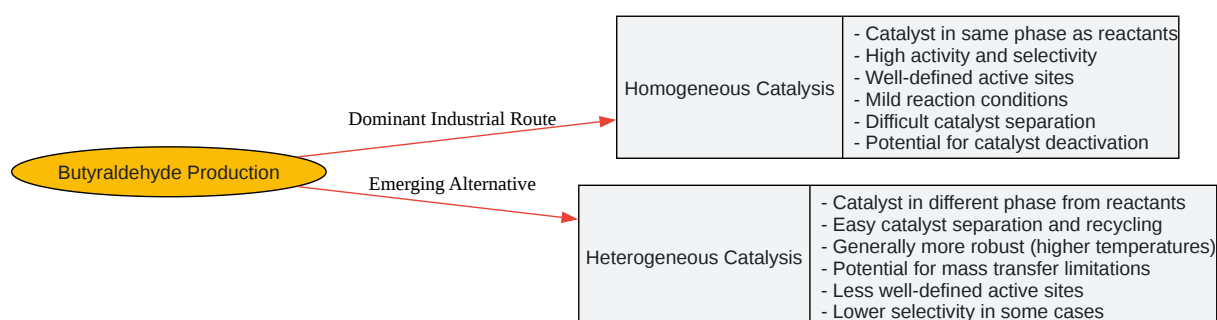 Butyraldehyde Production
Dominant Industrial Route
Emerging Alternative
Homogeneous Catalysis
- Catalyst in same phase as reactants
- High activity and selectivity
- Well-defined active sites
- Mild reaction conditions
- Difficult catalyst separation
- Potential for catalyst deactivation
Heterogeneous Catalysis
- Catalyst in different phase from reactants
- Easy catalyst separation and recycling
- Generally more robust (higher temperatures)
- Potential for mass transfer limitations
- Less well-defined active sites
- Lower selectivity in some cases